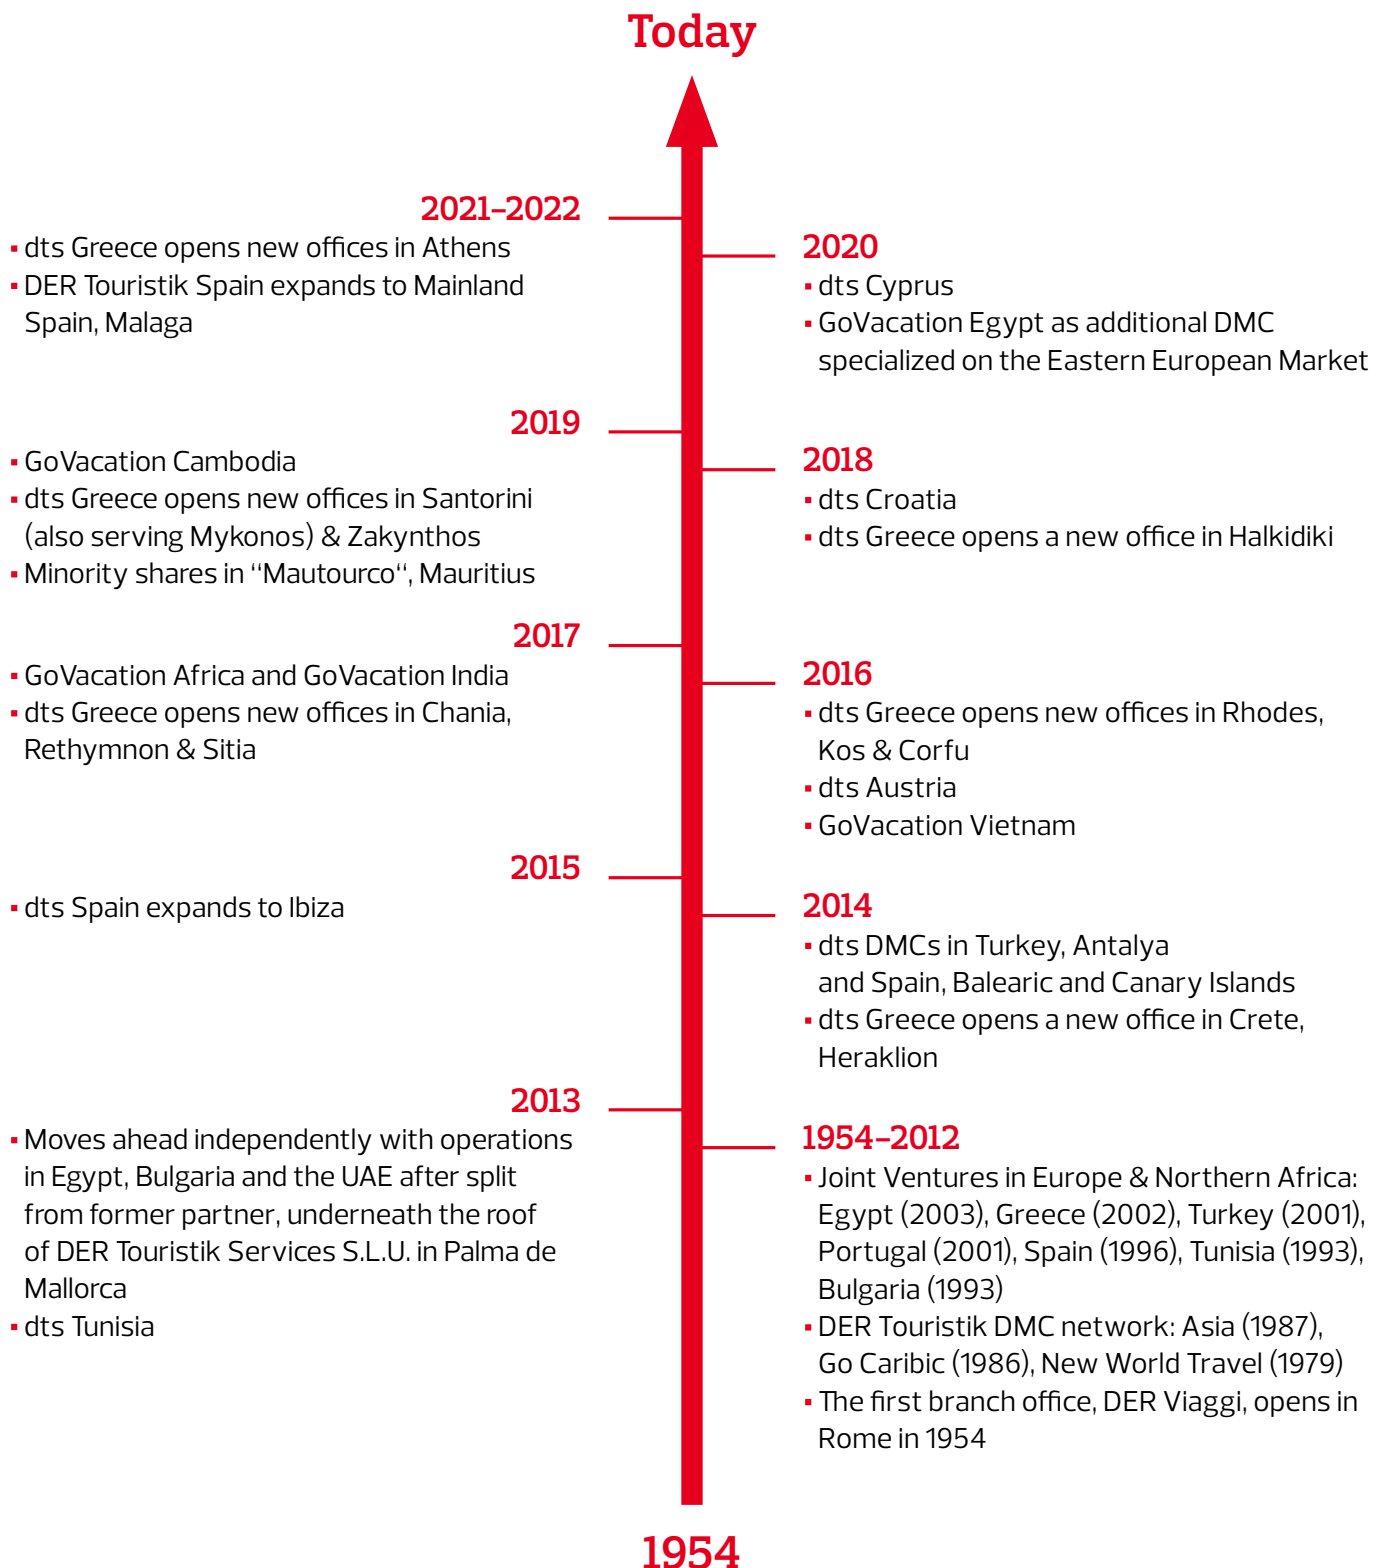 Today
2021–2022
▪ dts Greece opens new offices in Athens
▪ DER Touristik Spain expands to Mainland
Spain, Malaga
2020
▪ dts Cyprus
▪ GoVacation Egypt as additional DMC
specialized on the Eastern European Market
2019
▪ GoVacation Cambodia
▪ dts Greece opens new offices in Santorini
(also serving Mykonos) & Zakynthos
▪ Minority shares in “Mautourco“, Mauritius
2018
▪ dts Croatia
▪ dts Greece opens a new office in Halkidiki
2017
▪ GoVacation Africa and GoVacation India
▪ dts Greece opens new offices in Chania,
Rethymnon & Sitia
2016
▪ dts Greece opens new offices in Rhodes,
Kos & Corfu
▪ dts Austria
▪ GoVacation Vietnam
2015
▪ dts Spain expands to Ibiza
2014
▪ dts DMCs in Turkey, Antalya
and Spain, Balearic and Canary Islands
▪ dts Greece opens a new office in Crete,
Heraklion
2013
▪ Moves ahead independently with operations
in Egypt, Bulgaria and the UAE after split
from former partner, underneath the roof
of DER Touristik Services S.L.U. in Palma de
Mallorca
▪ dts Tunisia
1954–2012
▪ Joint Ventures in Europe & Northern Africa:
Egypt (2003), Greece (2002), Turkey (2001),
Portugal (2001), Spain (1996), Tunisia (1993),
Bulgaria (1993)
▪ DER Touristik DMC network: Asia (1987),
Go Caribic (1986), New World Travel (1979)
▪ The first branch office, DER Viaggi, opens in
Rome in 1954
1954